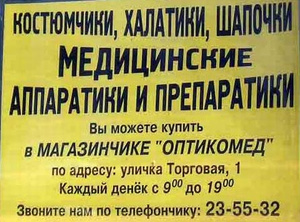 КОСТЮМЧИКИ, ХАЛАТИКИ, ШАПОЧКИ
МЕДИЦИНСКИЕ
АППАРАТИКИ И ПРЕПАРАТИКИ
Вы можете купить
в МАГАЗИНЧИКЕ "ОПТИКОМЕД"
по адресу: уличка Торговая, 1
Каждый денёк с 9⁰⁰ до 19⁰⁰
Звоните нам по телефончику: 23-55-32